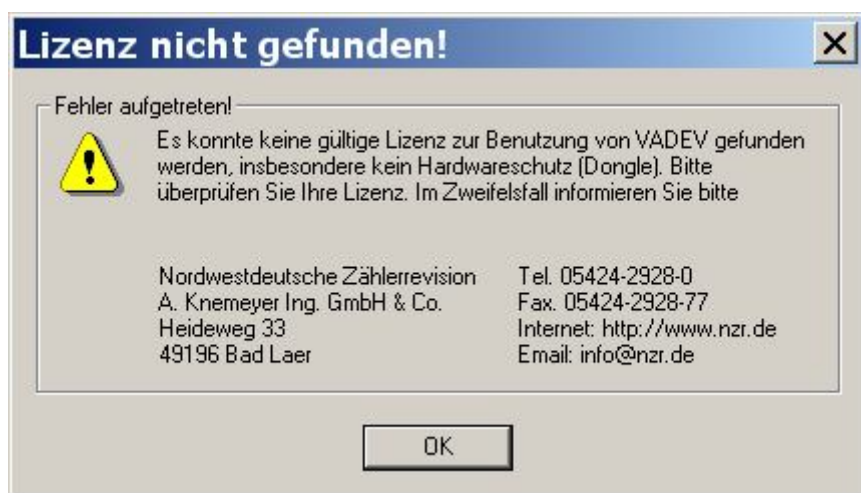 Lizenz nicht gefunden!
Fehler aufgetreten!
Es konnte keine gültige Lizenz zur Benutzung von VADEV gefunden
werden, insbesondere kein Hardwareschutz (Dongle). Bitte
überprüfen Sie Ihre Lizenz. Im Zweifelsfall informieren Sie bitte
Nordwestdeutsche Zählerrevision
A. Knemeyer Ing. GmbH & Co.
Heideweg 33
49196 Bad Laer
Tel. 05424-2928-0
Fax. 05424-2928-77
Internet: http://www.nzr.de
Email: info@nzr.de
OK